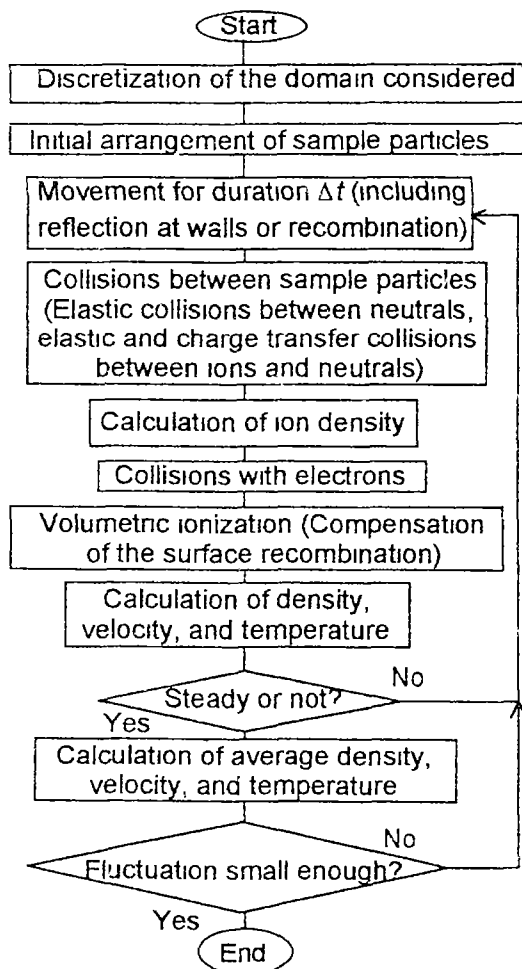 Start
Discretization of the domain considered
Initial arrangement of sample particles
Movement for duration Δt (including
reflection at walls or recombination)
Collisions between sample particles
(Elastic collisions between neutrals,
elastic and charge transfer collisions
between ions and neutrals)
Calculation of ion density
Collisions with electrons
Volumetric ionization (Compensation
of the surface recombination)
Calculation of density,
velocity, and temperature
Steady or not?
No
Yes
Calculation of average density,
velocity, and temperature
No
Fluctuation small enough?
Yes
End